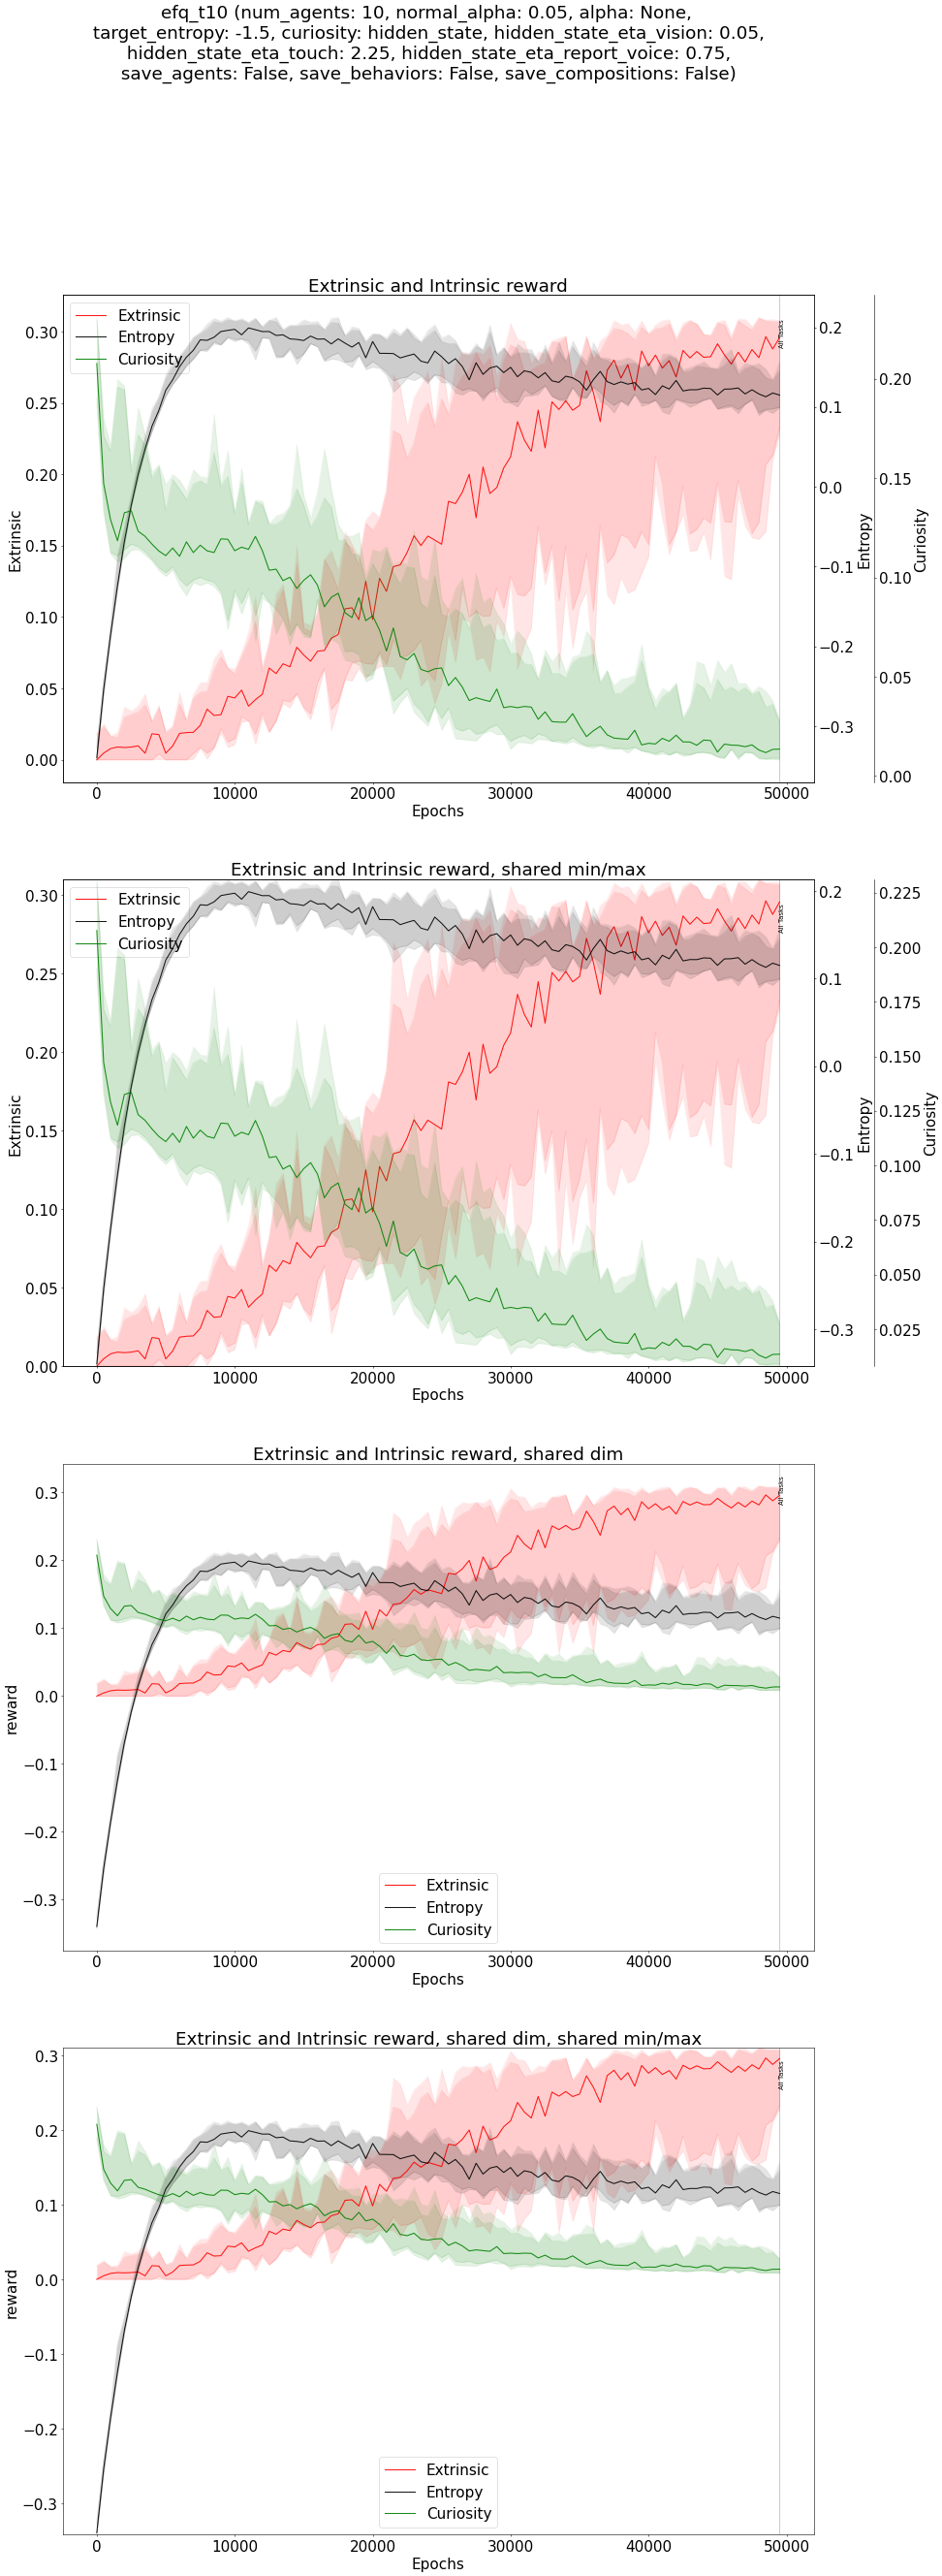 efq_t10 (num_agents: 10, normal_alpha: 0.05, alpha: None,
target_entropy: -1.5, curiosity: hidden_state, hidden_state_eta_vision: 0.05,
hidden_state_eta_touch: 2.25, hidden_state_eta_report_voice: 0.75,
save_agents: False, save_behaviors: False, save_compositions: False)
Extrinsic and Intrinsic reward
Extrinsic
Entropy
Curiosity
All Tasks
0.30
0.25
0.20
0.15
0.10
0.05
0.00
Extrinsic
0.2
0.1
0.0
−0.1
−0.2
−0.3
Entropy
0.20
0.15
0.10
0.05
0.00
Curiosity
0
10000
20000
30000
40000
50000
Epochs
Extrinsic and Intrinsic reward, shared min/max
Extrinsic
Entropy
Curiosity
All Tasks
0.30
0.25
0.20
0.15
0.10
0.05
0.00
Extrinsic
0.2
0.1
0.0
−0.1
−0.2
−0.3
Entropy
0.225
0.200
0.175
0.150
0.125
0.100
0.075
0.050
0.025
Curiosity
0
10000
20000
30000
40000
50000
Epochs
Extrinsic and Intrinsic reward, shared dim
All Tasks
0.3
0.2
0.1
0.0
−0.1
−0.2
−0.3
reward
Extrinsic
Entropy
Curiosity
0
10000
20000
30000
40000
50000
Epochs
Extrinsic and Intrinsic reward, shared dim, shared min/max
All Tasks
0.3
0.2
0.1
0.0
−0.1
−0.2
−0.3
reward
Extrinsic
Entropy
Curiosity
0
10000
20000
30000
40000
50000
Epochs